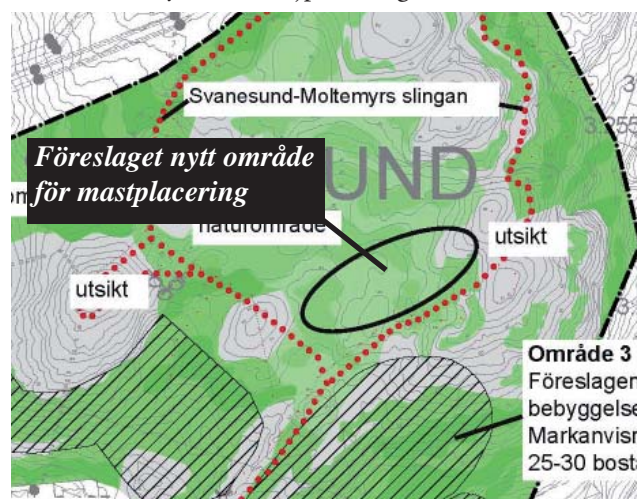 Svanesund-Moltemyrs slingan
Föreslaget nytt område
för mastplacering
UND
naturområde
utsikt
utsikt
Område 3
Föreslagen
bebyggelse
Markanvisn
25-30 bosta